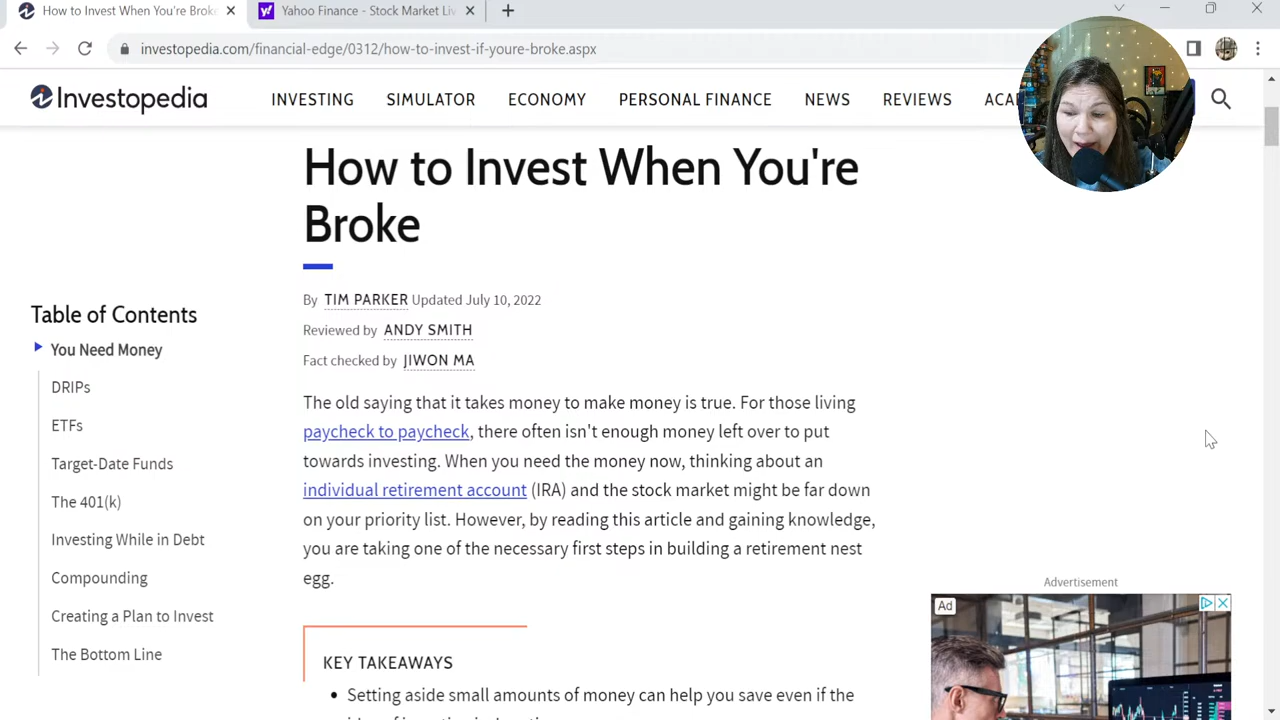 How to Invest When You're Broke
Yahoo Finance - Stock Market Liv
investopedia.com/financial-edge/0312/how-to-invest-if-youre-broke.aspx
Investopedia
INVESTING
SIMULATOR
ECONOMY
PERSONAL FINANCE
NEWS
REVIEWS
ACA
How to Invest When You're
Broke
By TIM PARKER Updated July 10, 2022
Reviewed by ANDY SMITH
Fact checked by JIWON MA
Table of Contents
You Need Money
DRIPs
ETFs
Target-Date Funds
The 401(k)
Investing While in Debt
Compounding
Creating a Plan to Invest
The Bottom Line
The old saying that it takes money to make money is true. For those living
paycheck to paycheck, there often isn't enough money left over to put
towards investing. When you need the money now, thinking about an
individual retirement account (IRA) and the stock market might be far down
on your priority list. However, by reading this article and gaining knowledge,
you are taking one of the necessary first steps in building a retirement nest
egg.
KEY TAKEAWAYS
• Setting aside small amounts of money can help you save even if the
Advertisement
Ad